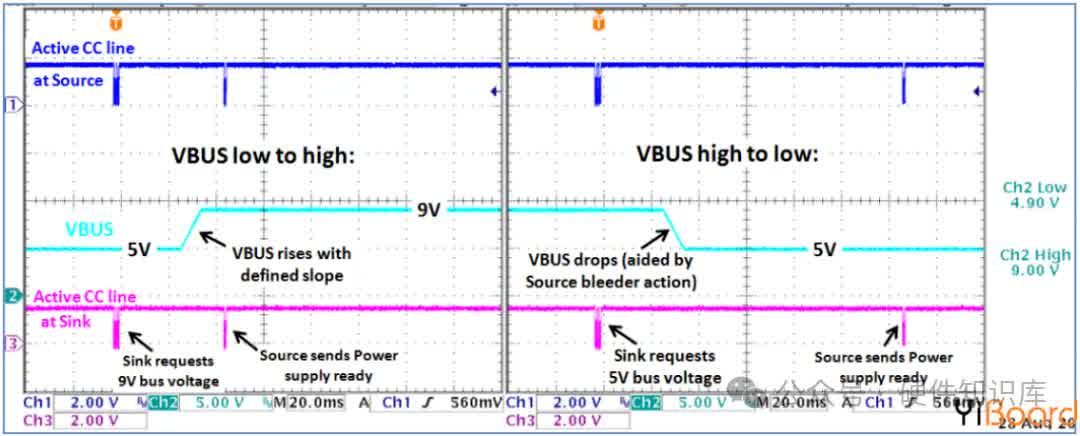 Active CC line
at Source
1
VBUS low to high:
VBUS
5V
9V
VBUS rises with
defined slope
2
Active CC line
at Sink
3
Sink requests
9V bus voltage
Source sends Power
supply ready
Ch1 2.00 V Ch2 5.00 V M 20.0ms A Ch1 560mV
Ch3 2.00 V
VBUS high to low:
VBUS drops (aided by
Source bleeder action)
5V
Sink requests
5V bus voltage
Source sends Power
supply ready
Ch1 2.00 V Ch2 5.00 V M 20.0ms A Ch1
Ch3 2.00 V
Ch2 Low
4.90 V
Ch2 High
9.00 V
公众号 · 硬件知识库
YiBoard
28 Aug 20